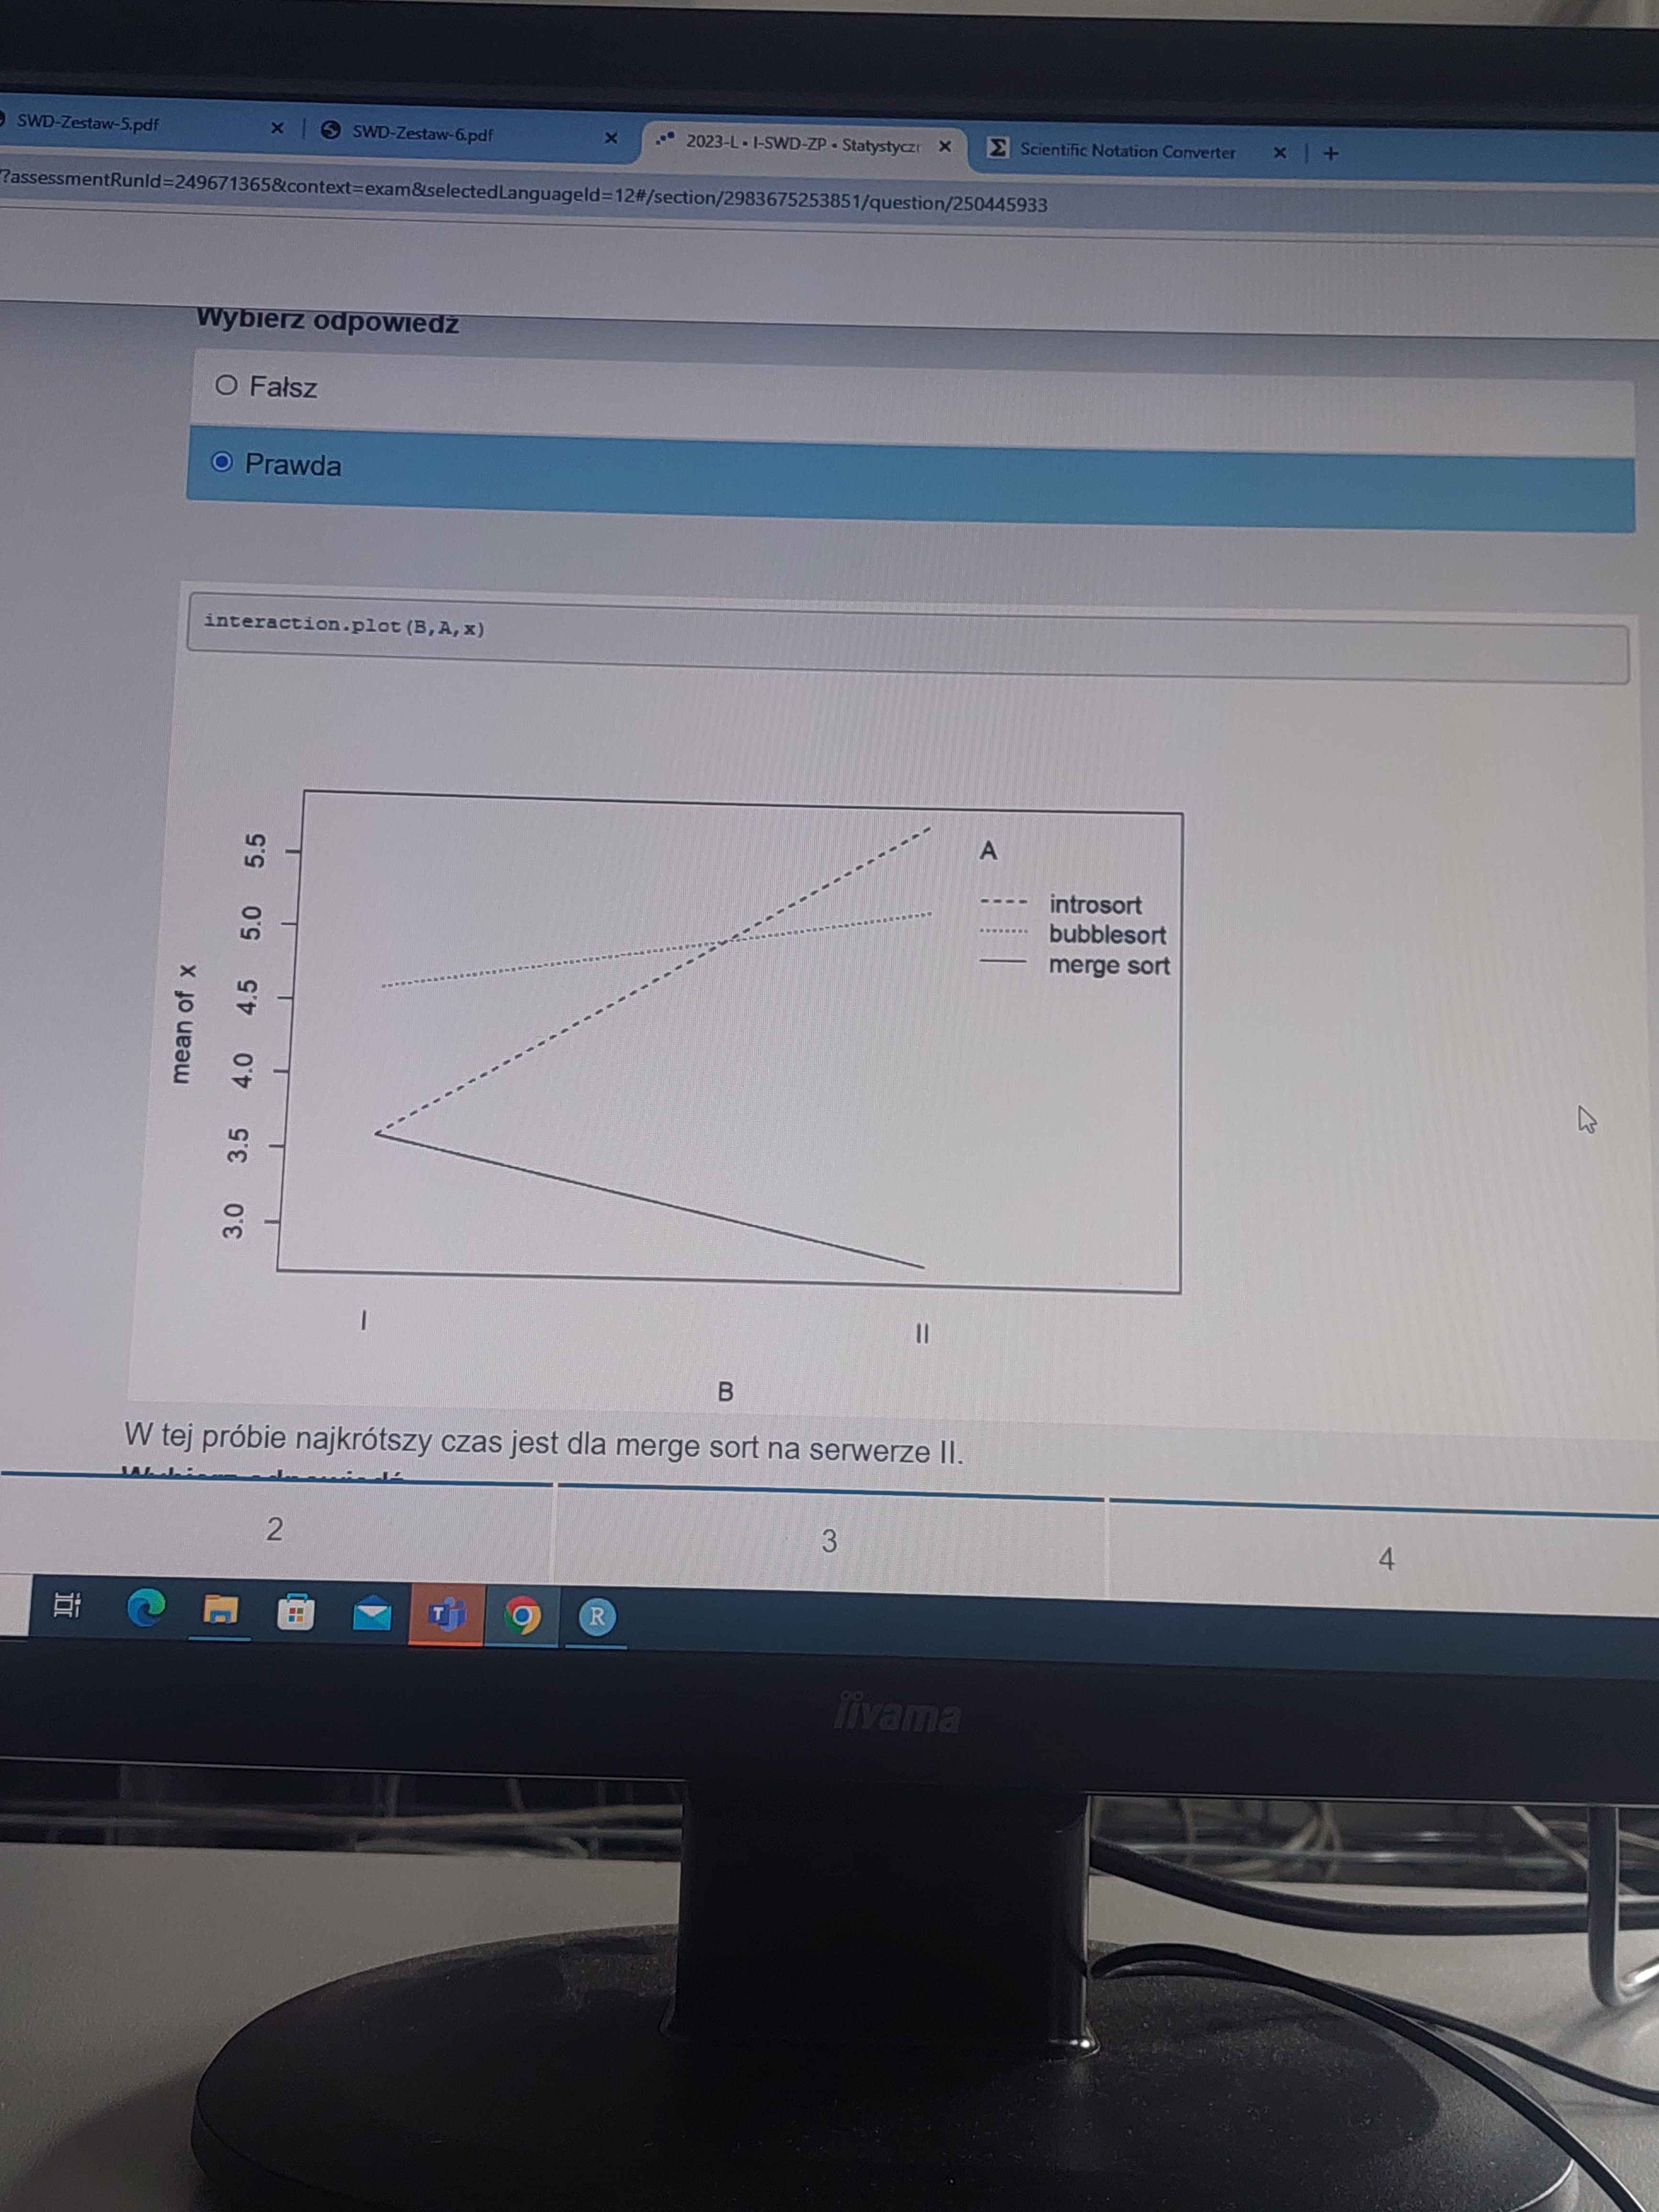 SWD-Zestaw-5.pdf
SWD-Zestaw-6.pdf
2023-L • I-SWD-ZP • Statystyczn
Scientific Notation Converter
?assessmentRunId=249671365&context=exam&selectedLanguageId=12#/section/2983675253851/question/250445933
Wybierz odpowiedź
Fałsz
Prawda
interaction.plot(B,A,x)
mean of x
5.5
5.0
4.5
4.0
3.5
3.0
A
introsort
bubblesort
merge sort
I
II
B
W tej próbie najkrótszy czas jest dla merge sort na serwerze II.
Wybierz odpowiedź
2
3
4
T
R
iiyama